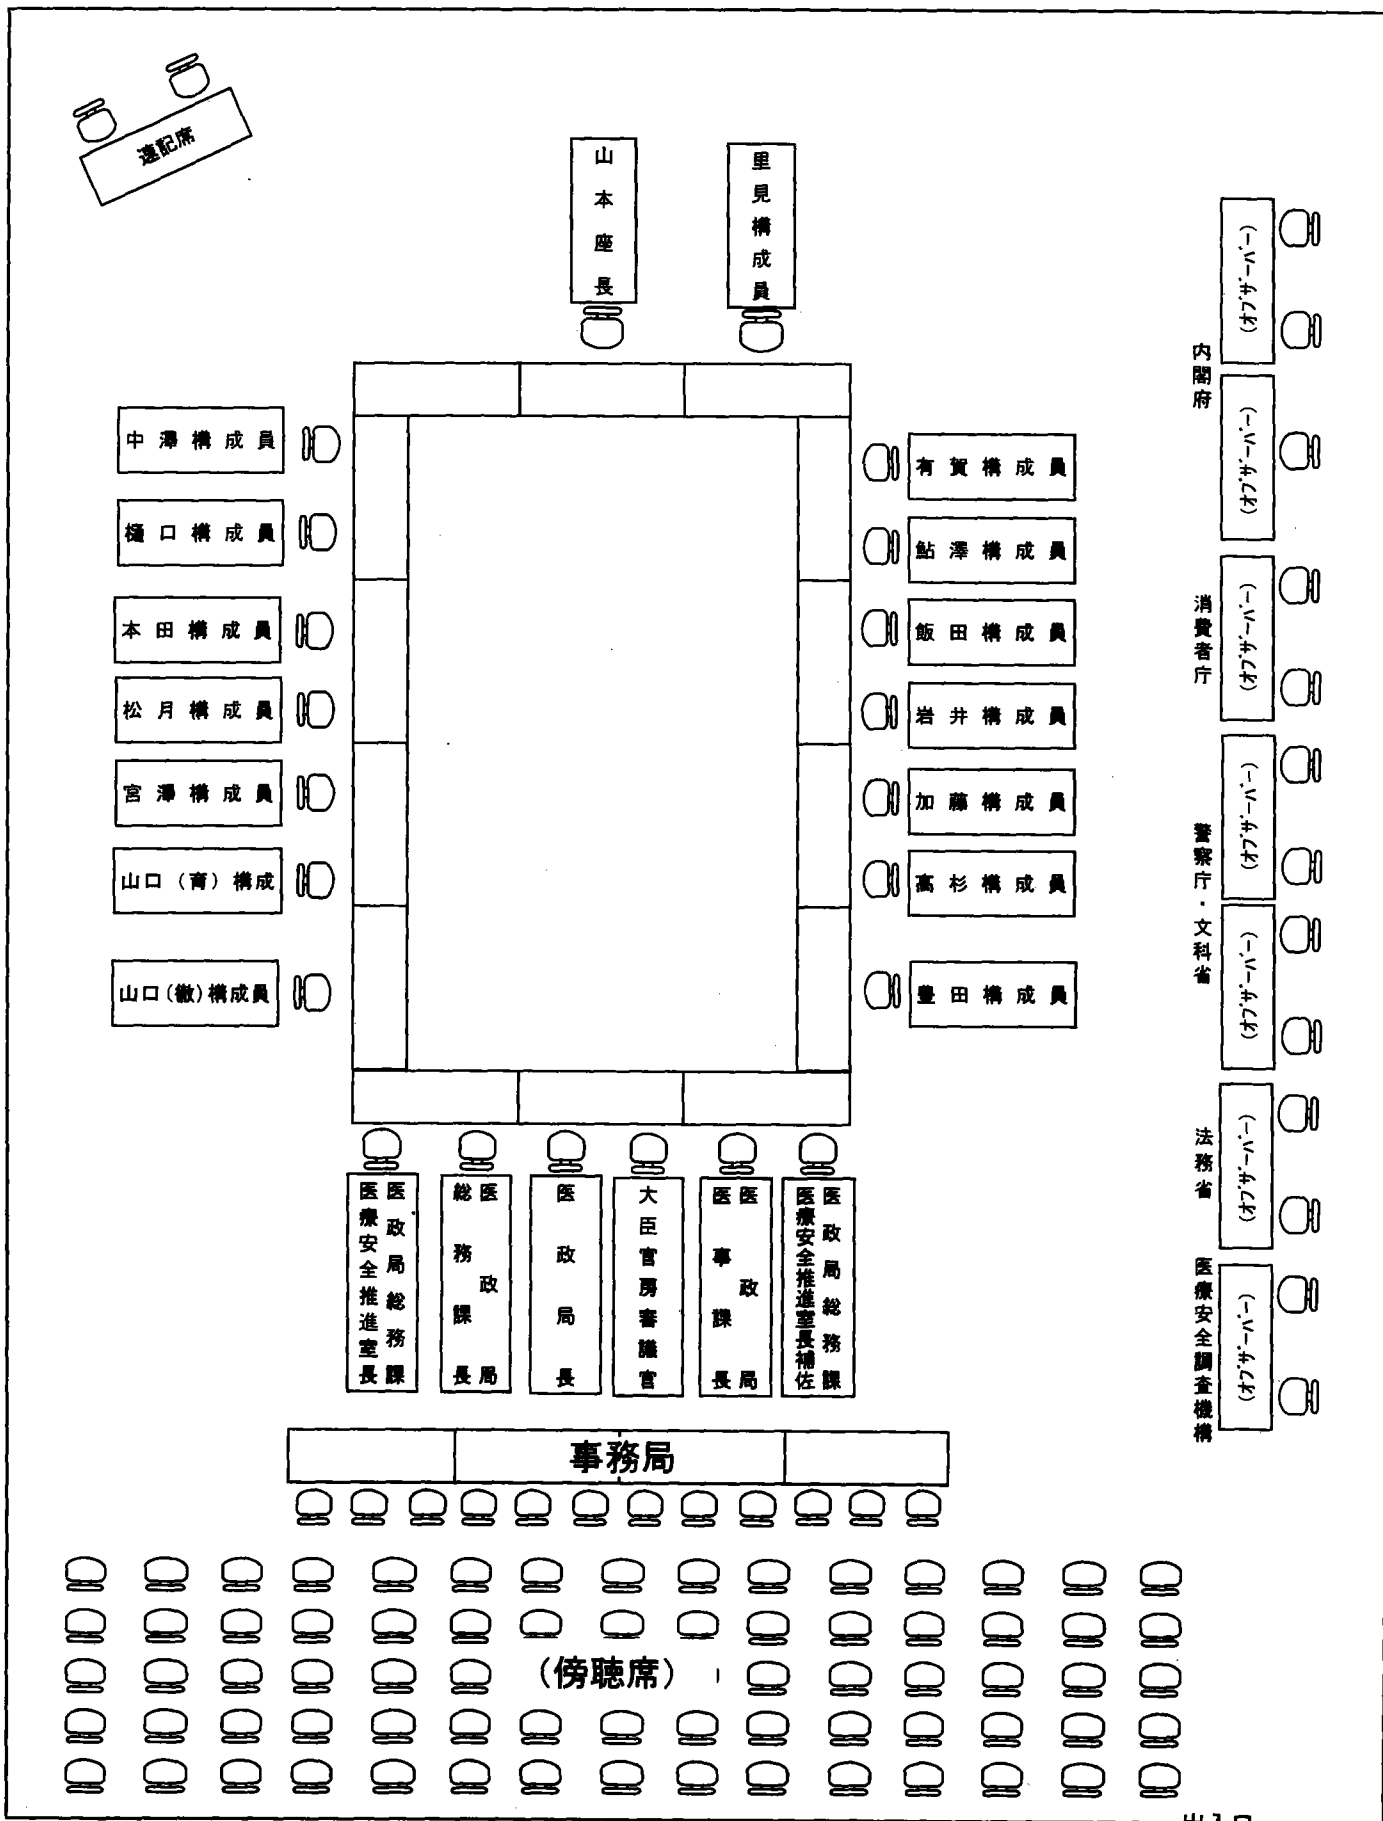 速記席
山本座長
里見構成員
中澤構成員
樋口構成員
本田構成員
松月構成員
宮澤構成員
山口（育）構成
山口(徹)構成員
有賀構成員
鮎澤構成員
飯田構成員
岩井構成員
加藤構成員
高杉構成員
豊田構成員
内閣府
(ｵﾌﾞｻﾞｰﾊﾞｰ)
(ｵﾌﾞｻﾞｰﾊﾞｰ)
消費者庁
(ｵﾌﾞｻﾞｰﾊﾞｰ)
警察庁・文科省
(ｵﾌﾞｻﾞｰﾊﾞｰ)
(ｵﾌﾞｻﾞｰﾊﾞｰ)
法務省
(ｵﾌﾞｻﾞｰﾊﾞｰ)
医療安全調査機構
(ｵﾌﾞｻﾞｰﾊﾞｰ)
医政局総務課
医療安全推進室長
医政局
総務課長
医政局長
大臣官房審議官
医政局
医事課長
医政局総務課
医療安全推進室長補佐
事務局
(傍聴席)
出入口